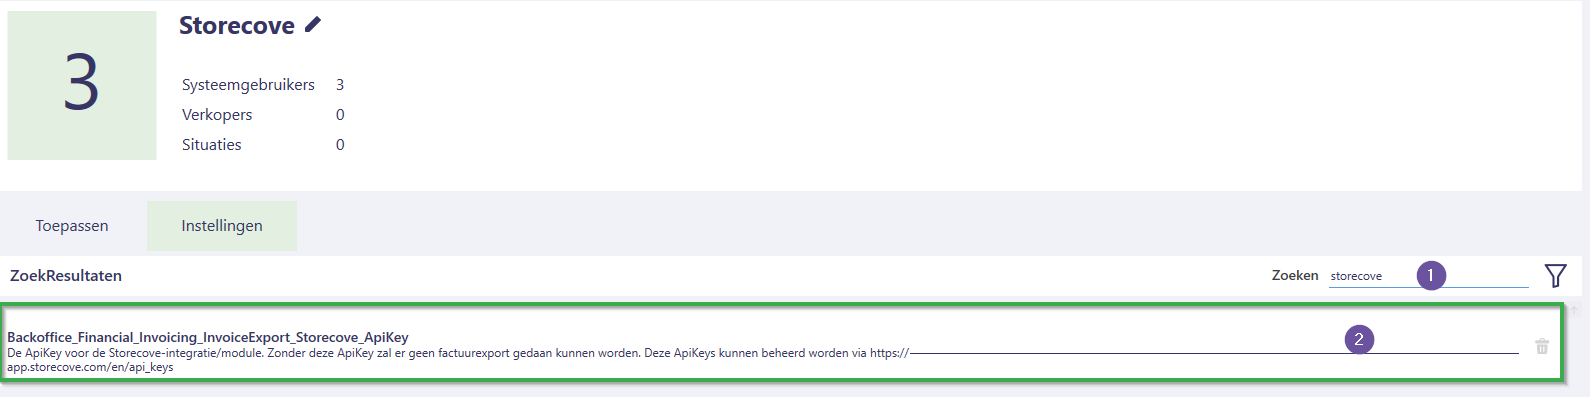 3
Storecove
Systeemgebruikers 3
Verkopers 0
Situaties 0
Toepassen Instellingen
ZoekResultaten Zoeken storecove 1
Backoffice_Financial_Invoicing_InvoiceExport_Storecove_ApiKey
2
De ApiKey voor de Storecove-integratie/module. Zonder deze ApiKey zal er geen factuurexport gedaan kunnen worden. Deze ApiKeys kunnen beheerd worden via https://
app.storecove.com/en/api_keys